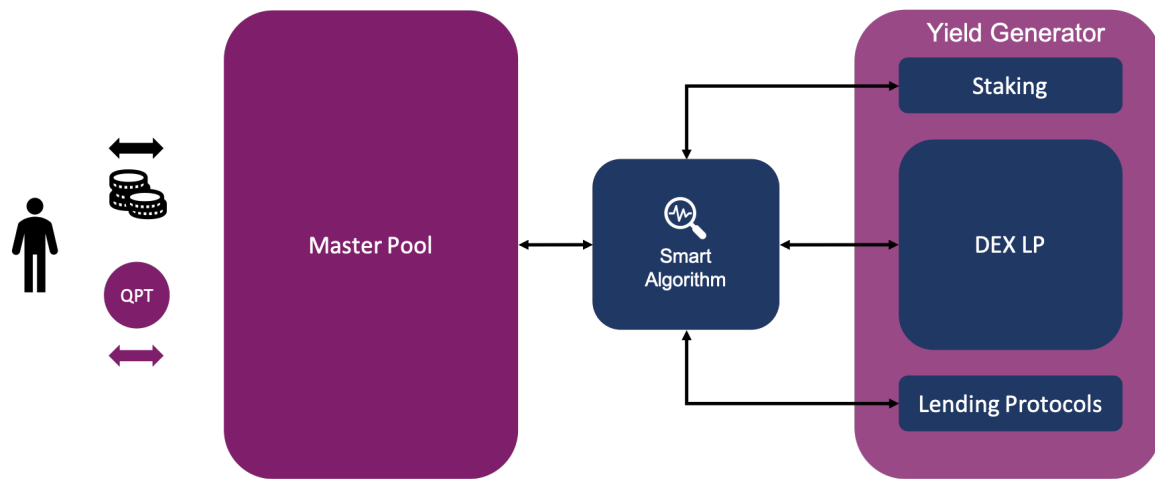 Yield Generator
Staking
QPT
Master Pool
Smart
Algorithm
DEX LP
Lending Protocols